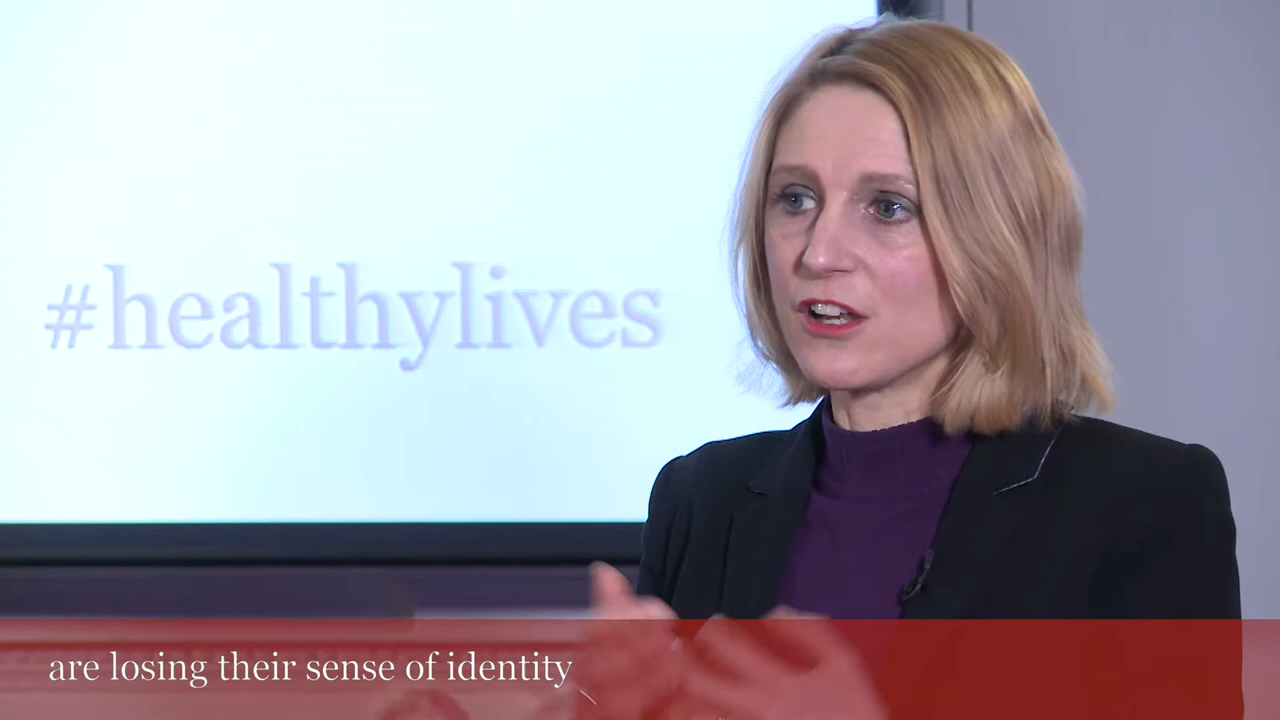 #healthylives
are losing their sense of identity